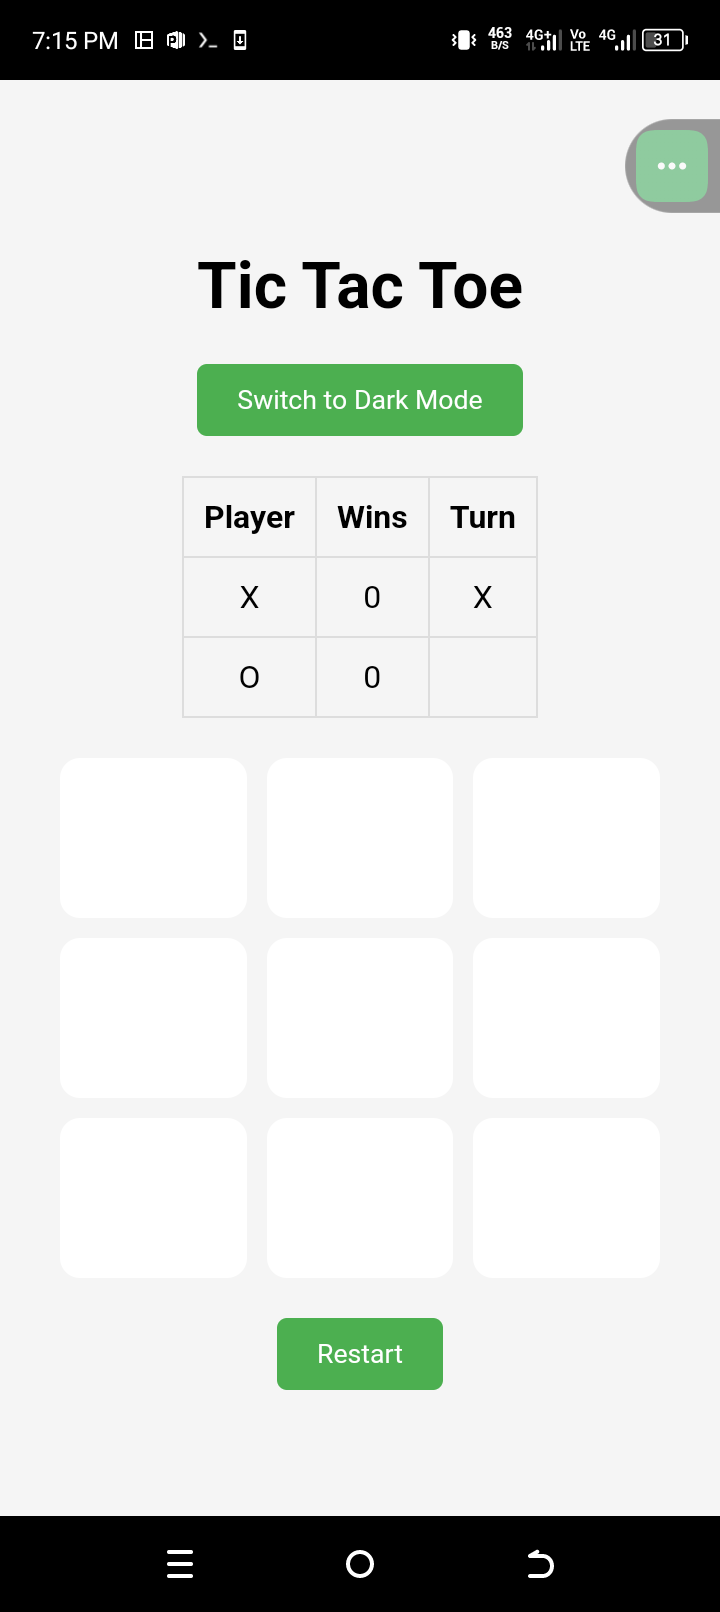 7:15 PM 463 B/S 4G+ Vo LTE 4G 31
Tic Tac Toe
Switch to Dark Mode
Player Wins Turn
X 0 X
O 0
Restart